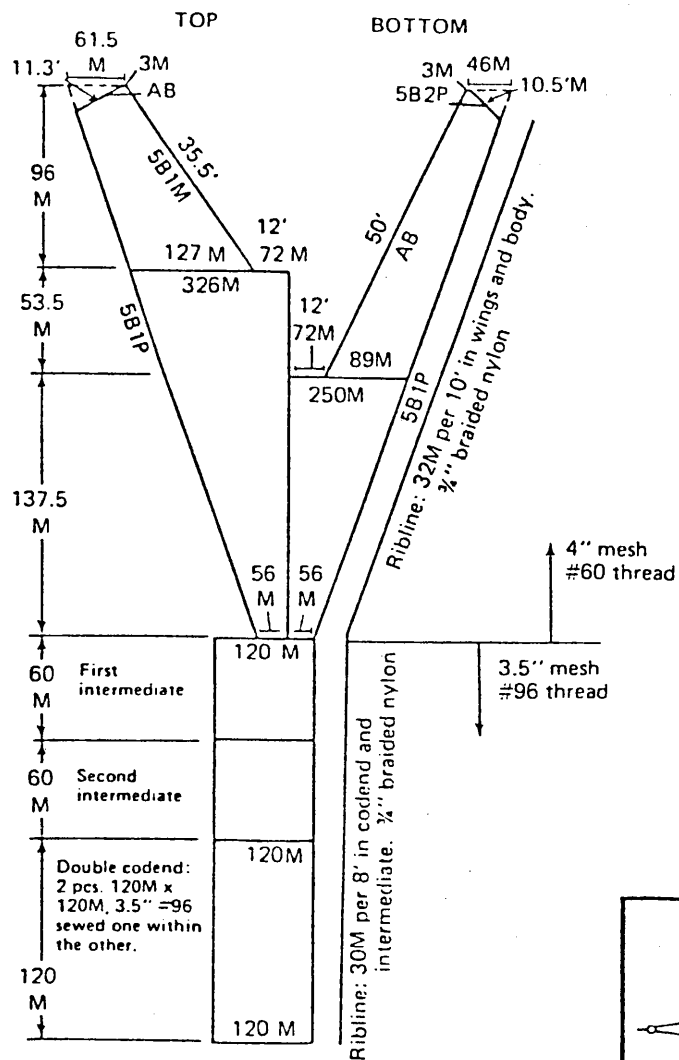 TOP
BOTTOM
61.5
M
11.3'
3M
AB
46M
3M
10.5'M
5B2P
96
M
35.5'
5B1M
50'
AB
12'
127 M
72 M
326M
53.5
M
12'
72M
89M
250M
5B1P
5B1P
Ribline: 32M per 10' in wings and body.
¾" braided nylon
137.5
M
4" mesh
#60 thread
56
M
56
M
120 M
3.5" mesh
#96 thread
60
M
First
intermediate
60
M
Second
intermediate
120M
Double codend:
2 pcs. 120M x
120M, 3.5" #96
sewed one within
the other.
120
M
120 M
Ribline: 30M per 8' in codend and
intermediate. ¾" braided nylon